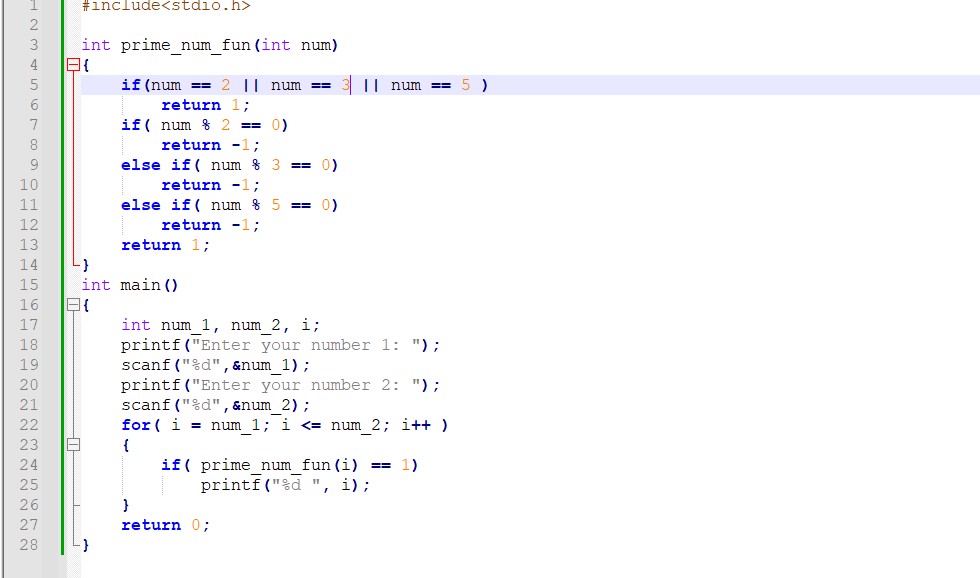 1 #include<stdio.h>
2
3 int prime_num_fun(int num)
4 {
5 if(num == 2 || num == 3 || num == 5 )
6 return 1;
7 if( num % 2 == 0)
8 return -1;
9 else if( num % 3 == 0)
10 return -1;
11 else if( num % 5 == 0)
12 return -1;
13 return 1;
14 }
15 int main()
16 {
17 int num_1, num_2, i;
18 printf("Enter your number 1: ");
19 scanf("%d",&num_1);
20 printf("Enter your number 2: ");
21 scanf("%d",&num_2);
22 for( i = num_1; i <= num_2; i++ )
23 {
24 if( prime_num_fun(i) == 1)
25 printf("%d ", i);
26 }
27 return 0;
28 }